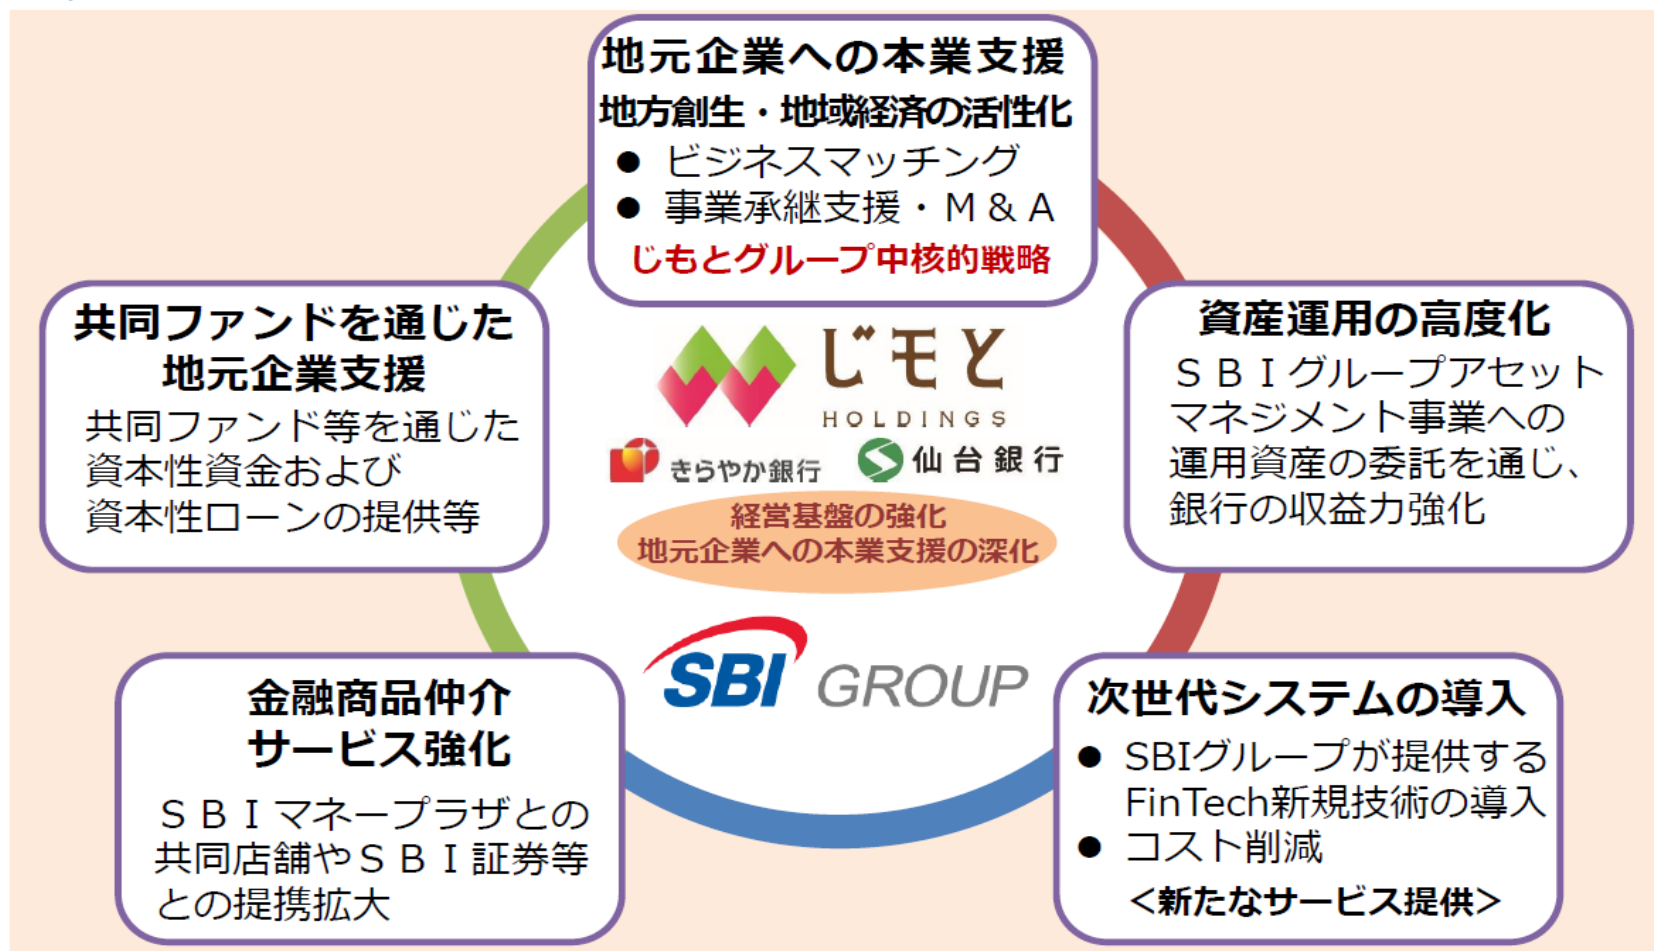 地元企業への本業支援
地方創生・地域経済の活性化
● ビジネスマッチング
● 事業承継支援・Ｍ＆Ａ
じもとグループ中核的戦略
共同ファンドを通じた
地元企業支援
共同ファンド等を通じた
資本性資金および
資本性ローンの提供等
資産運用の高度化
ＳＢＩグループアセット
マネジメント事業への
運用資産の委託を通じ、
銀行の収益力強化
じモと
HOLDINGS
きらやか銀行
仙台銀行
経営基盤の強化
地元企業への本業支援の深化
SBI GROUP
金融商品仲介
サービス強化
ＳＢＩマネープラザとの
共同店舗やＳＢＩ証券等
との提携拡大
次世代システムの導入
● SBIグループが提供する
FinTech新規技術の導入
● コスト削減
＜新たなサービス提供＞